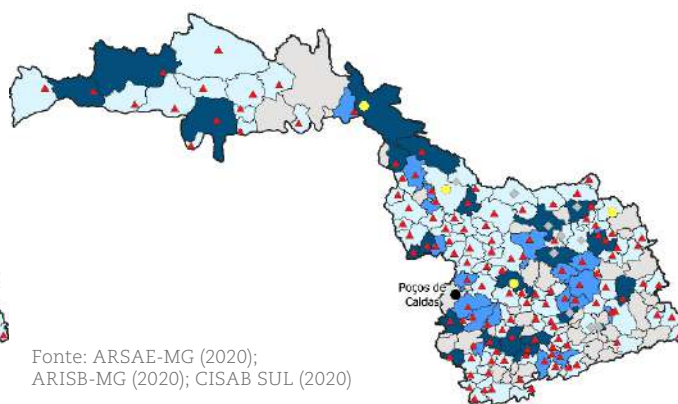 Poços de
Caldas
Fonte: ARSAE-MG (2020);
ARISB-MG (2020); CISAB SUL (2020)